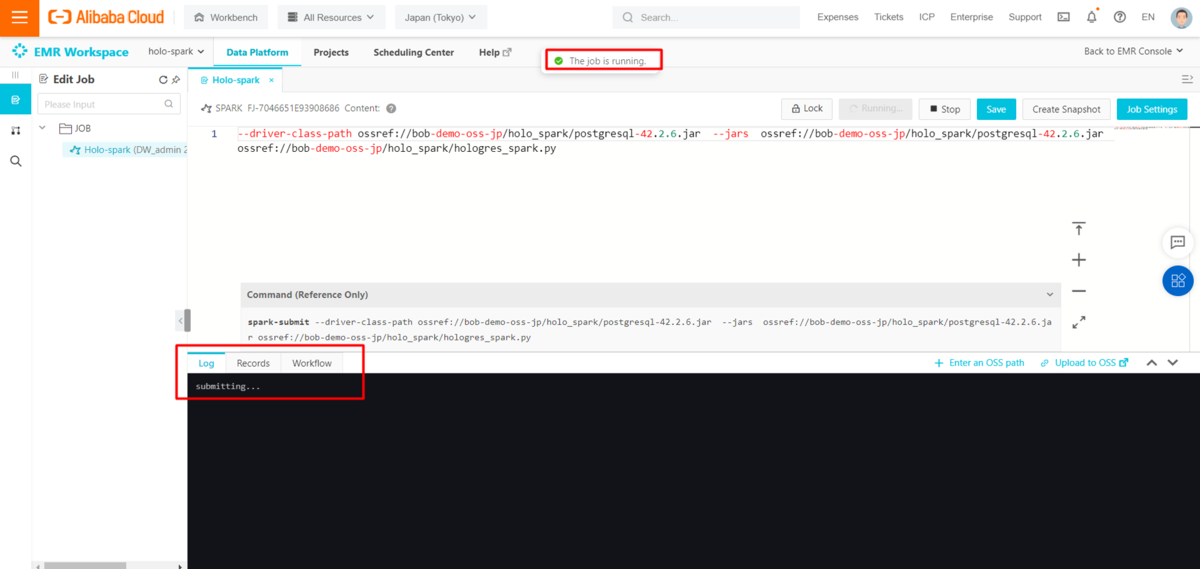 Alibaba Cloud Workbench All Resources Japan (Tokyo) Search... Expenses Tickets ICP Enterprise Support EN
EMR Workspace holo-spark Data Platform Projects Scheduling Center Help The job is running. Back to EMR Console
Edit Job Holo-spark ×
Please Input
SPARK FJ-7046651E93908686 Content: ? Lock Running... Stop Save Create Snapshot Job Settings
JOB
Holo-spark (DW_admin 2
1 --driver-class-path ossref://bob-demo-oss-jp/holo_spark/postgresql-42.2.6.jar --jars ossref://bob-demo-oss-jp/holo_spark/postgresql-42.2.6.jar
ossref://bob-demo-oss-jp/holo_spark/hologres_spark.py
Command (Reference Only)
spark-submit --driver-class-path ossref://bob-demo-oss-jp/holo_spark/postgresql-42.2.6.jar --jars ossref://bob-demo-oss-jp/holo_spark/postgresql-42.2.6.ja
r ossref://bob-demo-oss-jp/holo_spark/hologres_spark.py
Log Records Workflow + Enter an OSS path Upload to OSS
submitting...